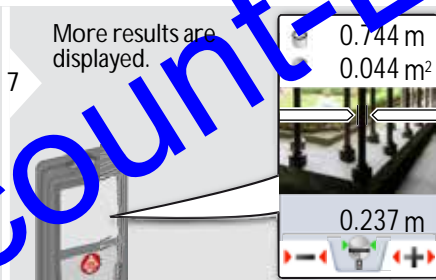 7
More results are
displayed.
0.744 m
0.044 m²
0.237 m